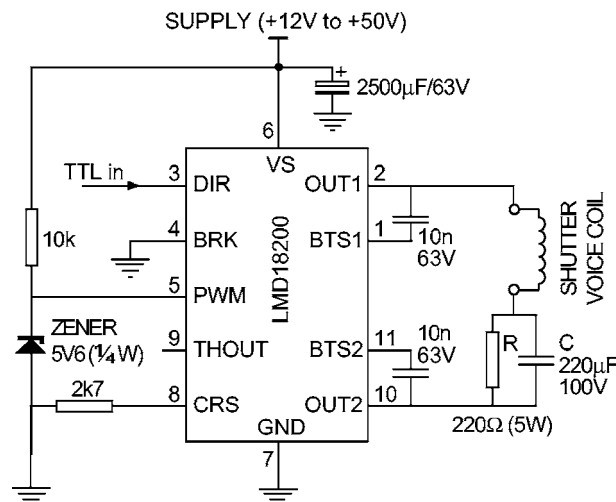 SUPPLY (+12V to +50V)
+
2500µF/63V
6
VS
TTL in
3
DIR
OUT1
2
10k
4
BRK
BTS1
1
10n
63V
SHUTTER
VOICE COIL
LMD18200
5
PWM
ZENER
5V6 (¼W)
9
THOUT
BTS2
11
10n
63V
R
C
220µF
100V
2k7
8
CRS
OUT2
10
220Ω (5W)
GND
7